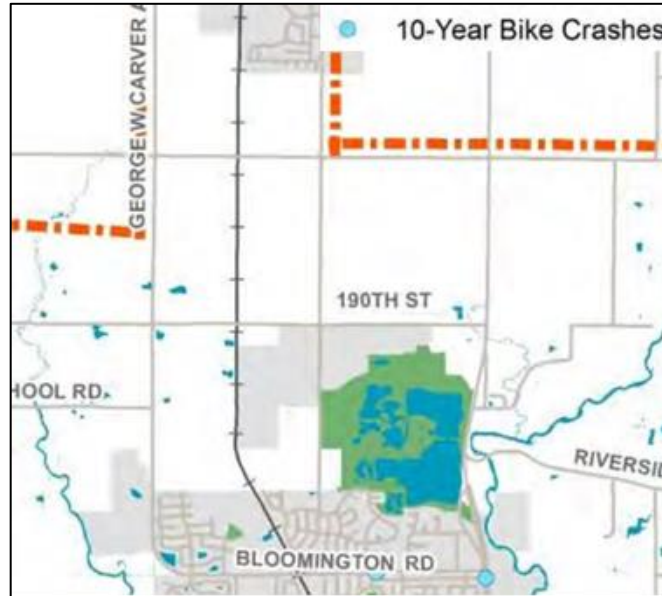 10-Year Bike Crashes
GEORGE W CARVER A
190TH ST
HOOL RD
RIVERSID
BLOOMINGTON RD